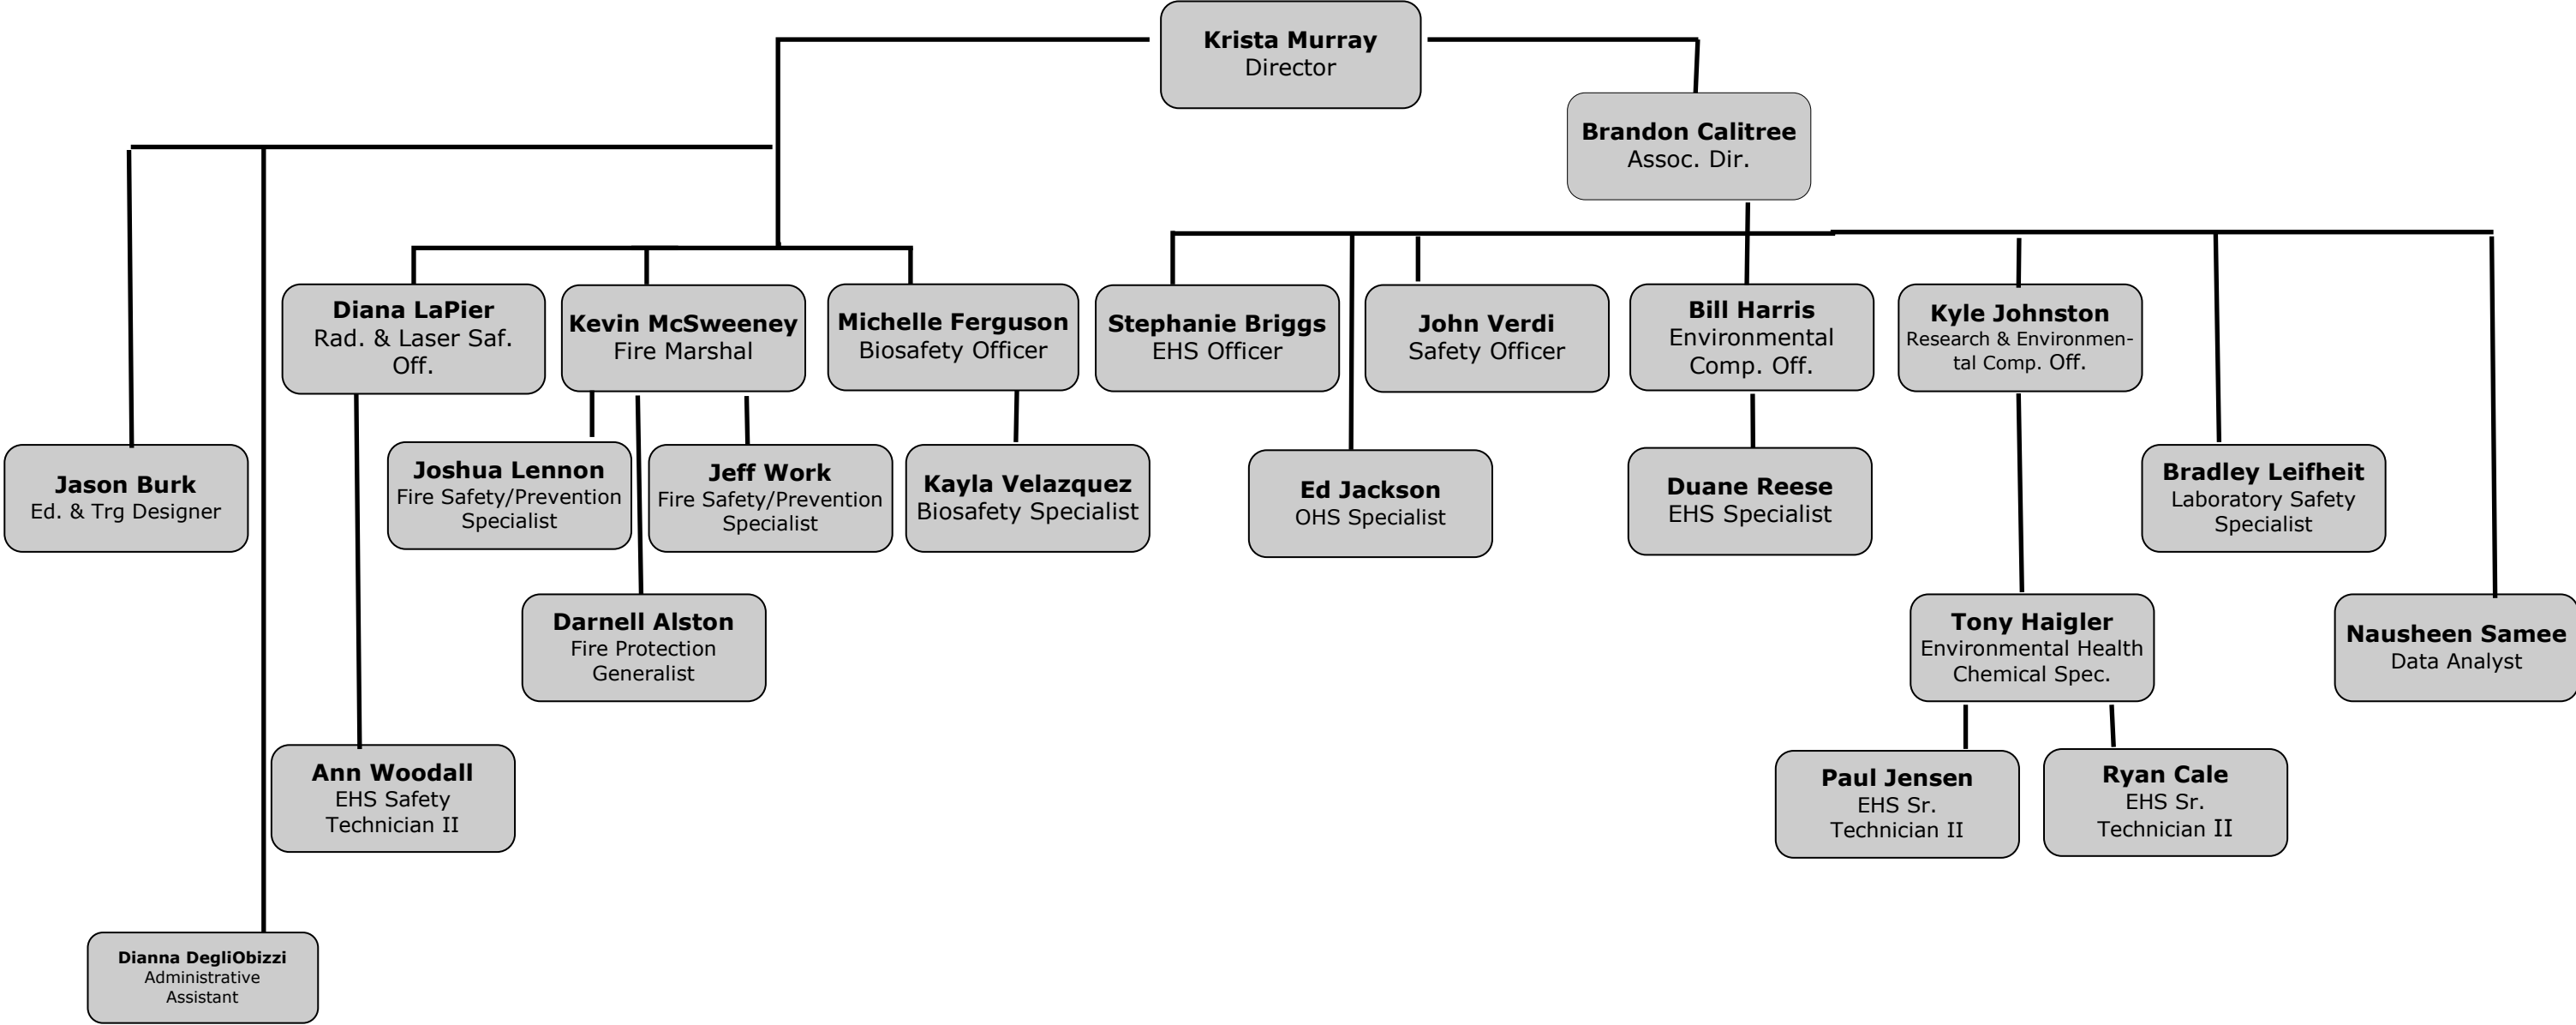 Krista Murray
Director
Brandon Calitree
Assoc. Dir.
Diana LaPier
Rad. & Laser Saf.
Off.
Kevin McSweeney
Fire Marshal
Michelle Ferguson
Biosafety Officer
Stephanie Briggs
EHS Officer
John Verdi
Safety Officer
Bill Harris
Environmental
Comp. Off.
Kyle Johnston
Research & Environmen-
tal Comp. Off.
Jason Burk
Ed. & Trg Designer
Joshua Lennon
Fire Safety/Prevention
Specialist
Jeff Work
Fire Safety/Prevention
Specialist
Kayla Velazquez
Biosafety Specialist
Ed Jackson
OHS Specialist
Duane Reese
EHS Specialist
Bradley Leifheit
Laboratory Safety
Specialist
Darnell Alston
Fire Protection
Generalist
Tony Haigler
Environmental Health
Chemical Spec.
Nausheen Samee
Data Analyst
Ann Woodall
EHS Safety
Technician II
Paul Jensen
EHS Sr.
Technician II
Ryan Cale
EHS Sr.
Technician II
Dianna DegliObizzi
Administrative
Assistant